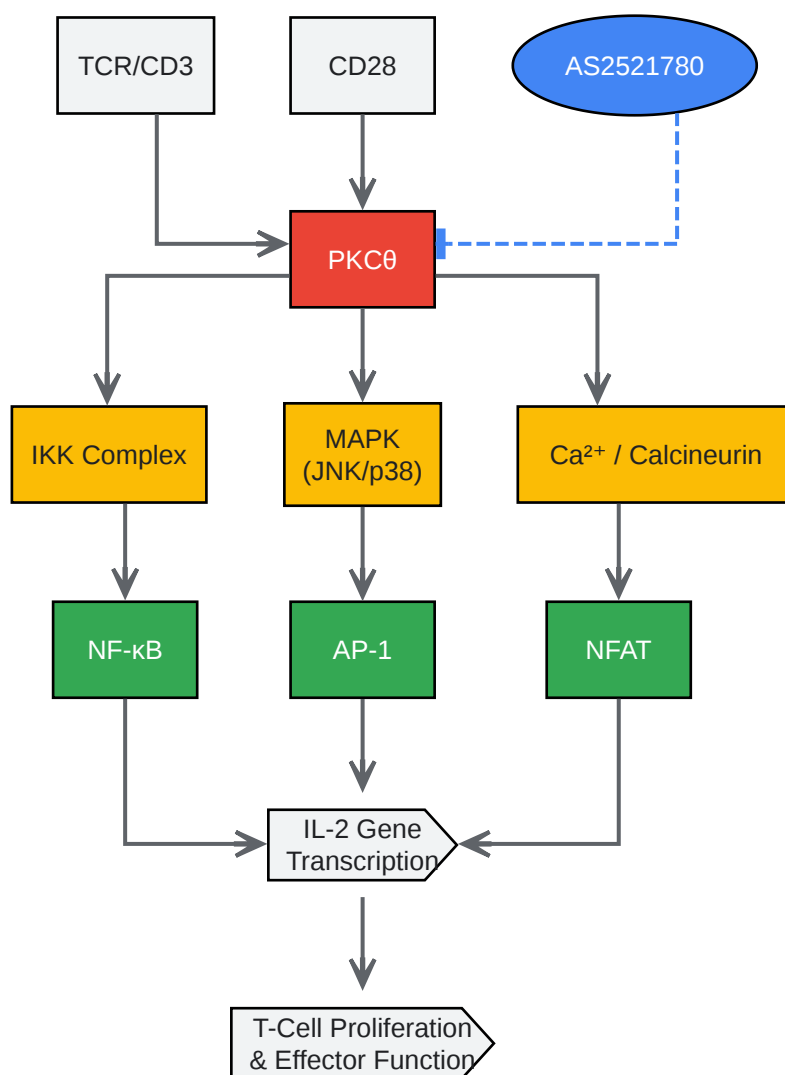 TCR/CD3
CD28
AS2521780
PKCθ
IKK Complex
MAPK
(JNK/p38)
Ca²⁺ / Calcineurin
NF-κB
AP-1
NFAT
IL-2 Gene
Transcription
T-Cell Proliferation
& Effector Function